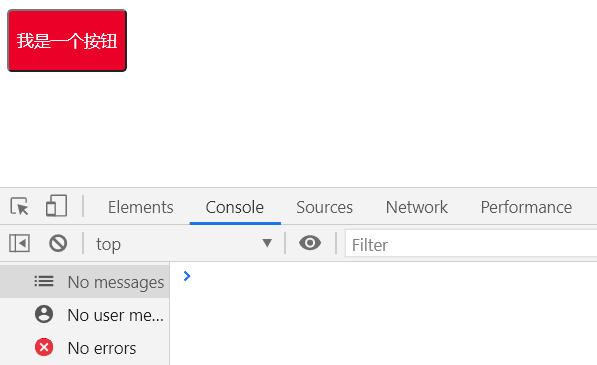 我是一个按钮
Elements Console Sources Network Performance
top Filter
No messages
No user me...
No errors